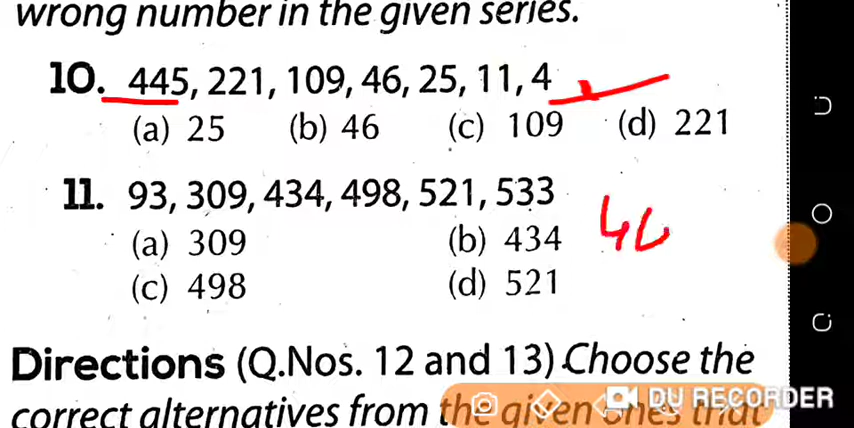 wrong number in the given series.
10. 445, 221, 109, 46, 25, 11, 4
(a) 25 (b) 46 (c) 109 (d) 221
11. 93, 309, 434, 498, 521, 533
(a) 309 (b) 434
(c) 498 (d) 521
Directions (Q.Nos. 12 and 13) Choose the
correct alternatives from the given ones that
DU RECORDER